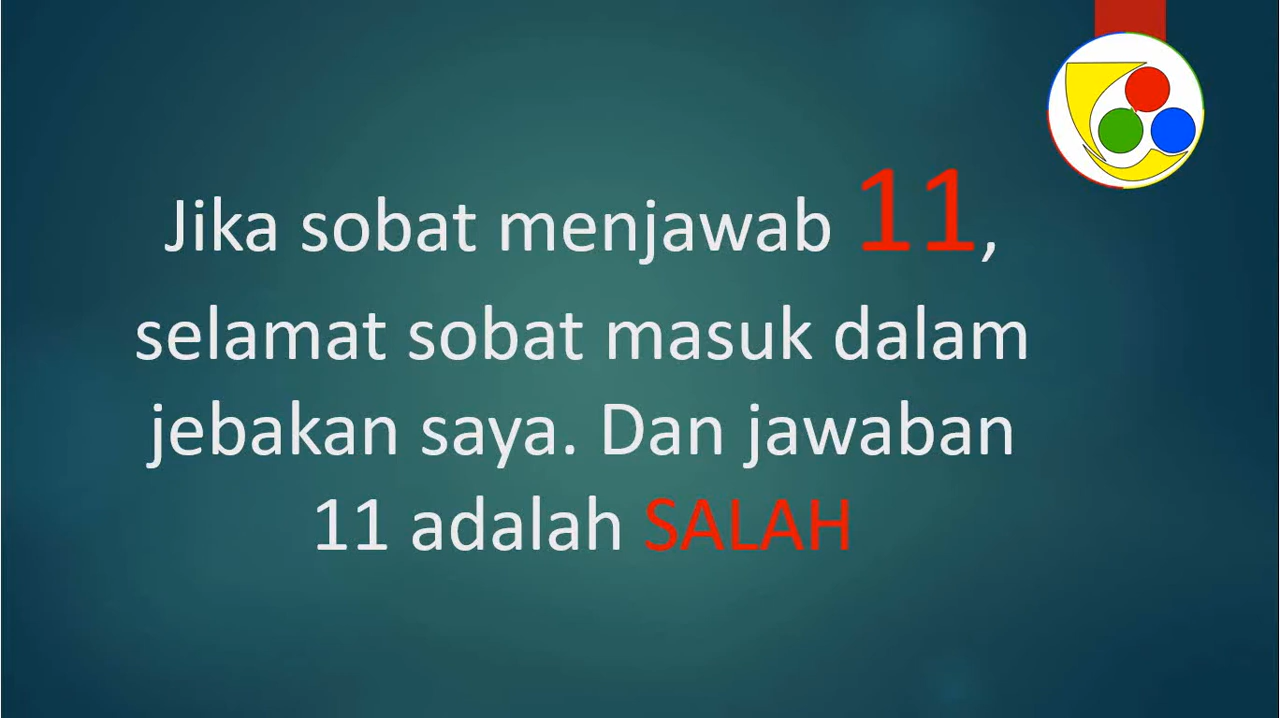 Jika sobat menjawab 11,
selamat sobat masuk dalam
jebakan saya. Dan jawaban
11 adalah SALAH